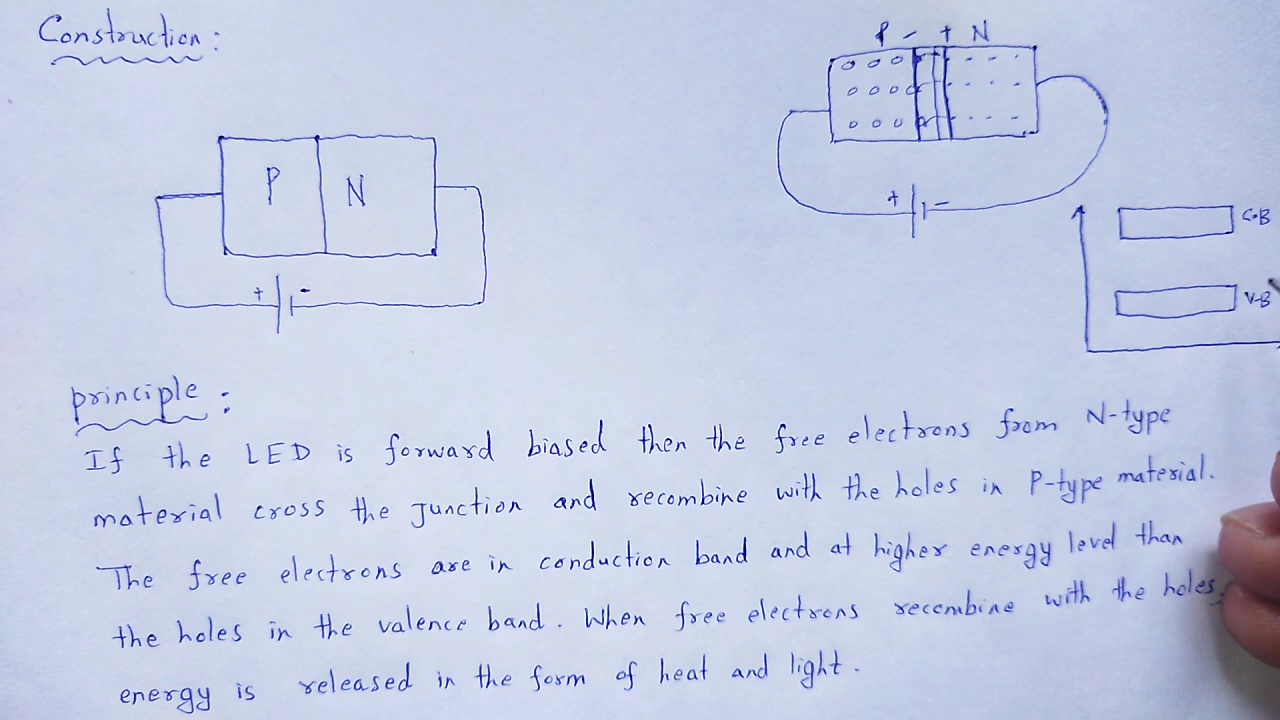 Construction:
P - + N
P N
+ -
+ -
C.B
V-B
principle:
If the LED is forward biased then the free electrons from N-type
material cross the Junction and recombine with the holes in P-type material.
The free electrons are in conduction band and at higher energy level than
the holes in the valence band. When free electrons recombine with the holes,
energy is released in the form of heat and light.